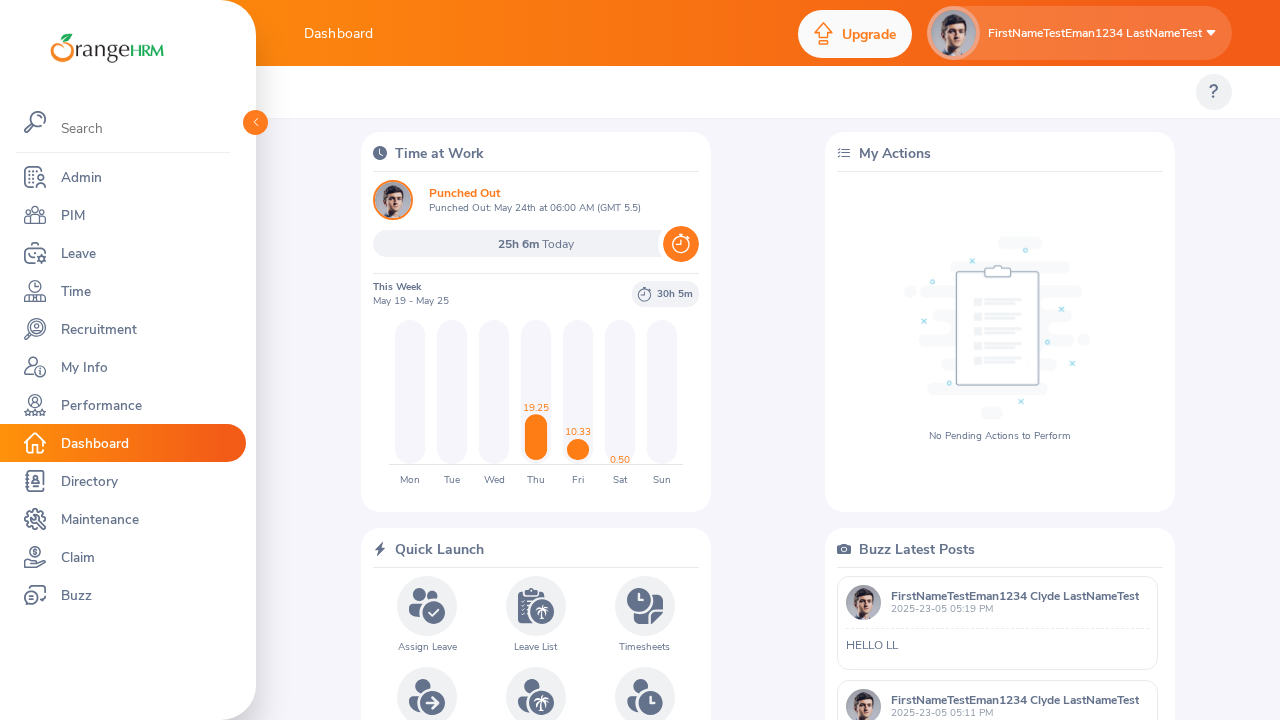 OrangeHRM
Search
Admin
PIM
Leave
Time
Recruitment
My Info
Performance
Dashboard
Directory
Maintenance
Claim
Buzz
Dashboard
Upgrade
FirstNameTestEman1234 LastNameTest
?
Time at Work
Punched Out
Punched Out: May 24th at 06:00 AM (GMT 5.5)
25h 6m Today
This Week
May 19 - May 25
30h 5m
19.25
10.33
0.50
Mon Tue Wed Thu Fri Sat Sun
My Actions
No Pending Actions to Perform
Quick Launch
Assign Leave Leave List Timesheets
Buzz Latest Posts
FirstNameTestEman1234 Clyde LastNameTest
2025-23-05 05:19 PM
HELLO LL
FirstNameTestEman1234 Clyde LastNameTest
2025-23-05 05:11 PM